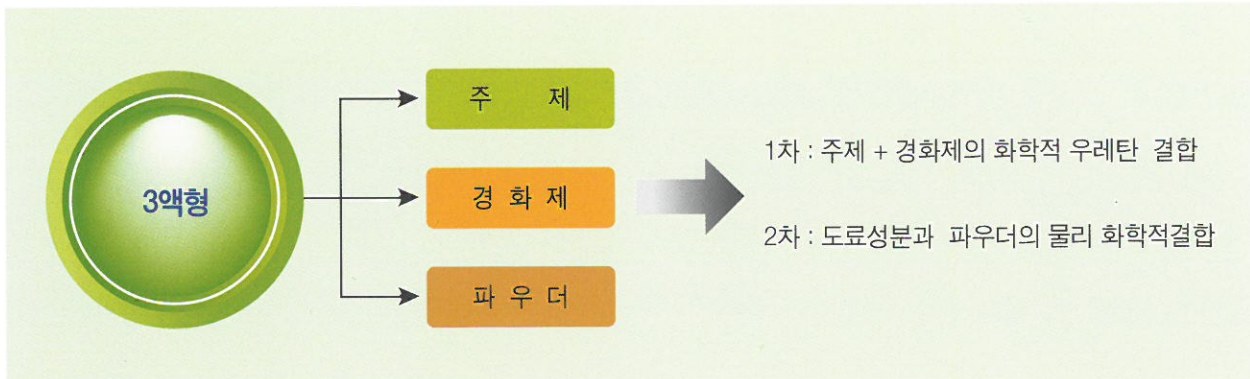 3액형
주 제
경 화 제
파 우 더
1차 : 주제 + 경화제의 화학적 우레탄 결합
2차 : 도료성분과 파우더의 물리 화학적결합